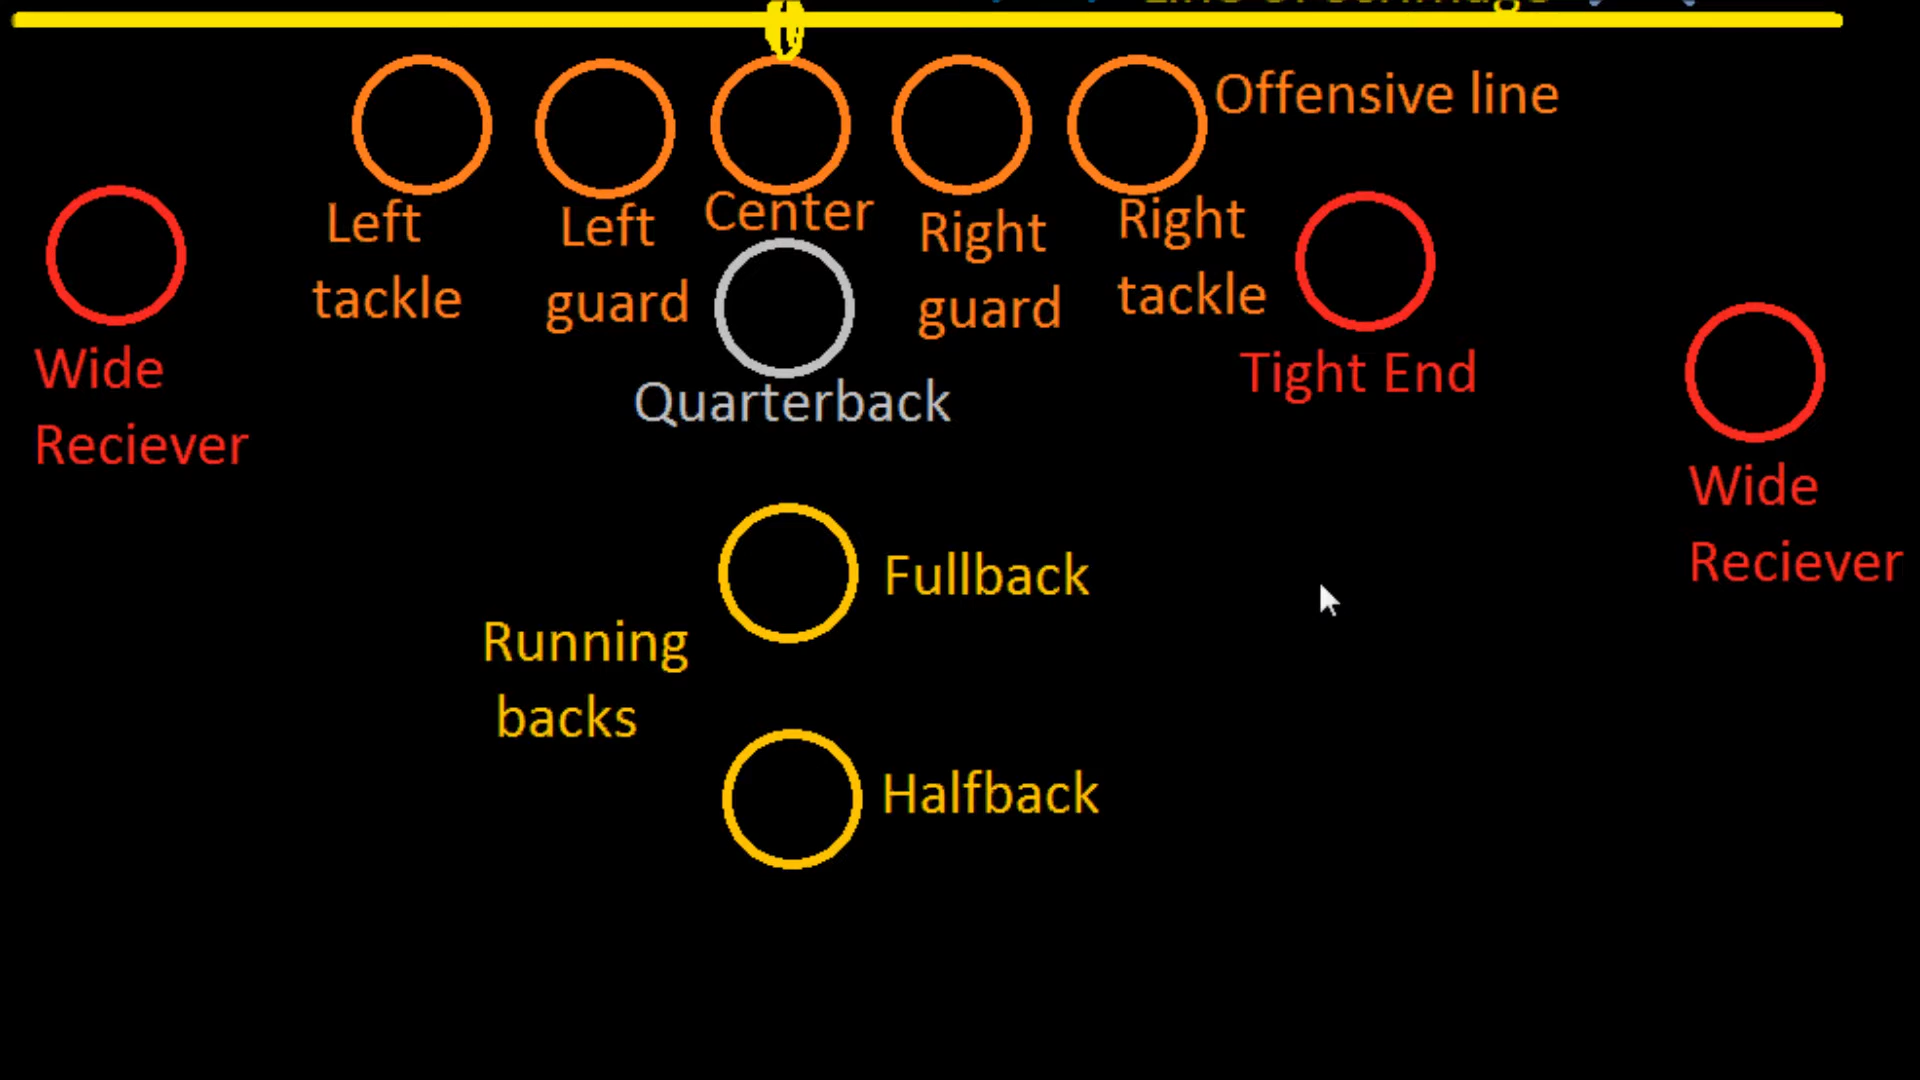 Offensive line
Left
tackle
Left
guard
Center
Right
guard
Right
tackle
Wide
Reciever
Quarterback
Tight End
Wide
Reciever
Fullback
Running
backs
Halfback